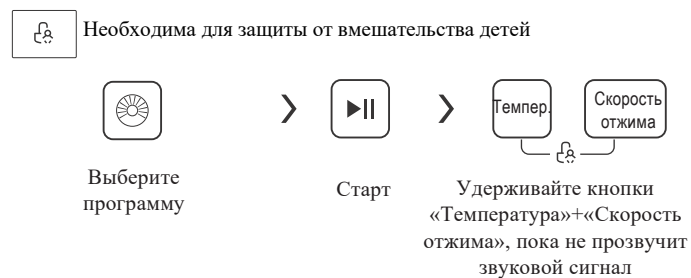 Необходима для защиты от вмешательства детей
Темпер.
Скорость
отжима
Выберите
программу
Старт
Удерживайте кнопки
«Температура»+«Скорость
отжима», пока не прозвучит
звуковой сигнал